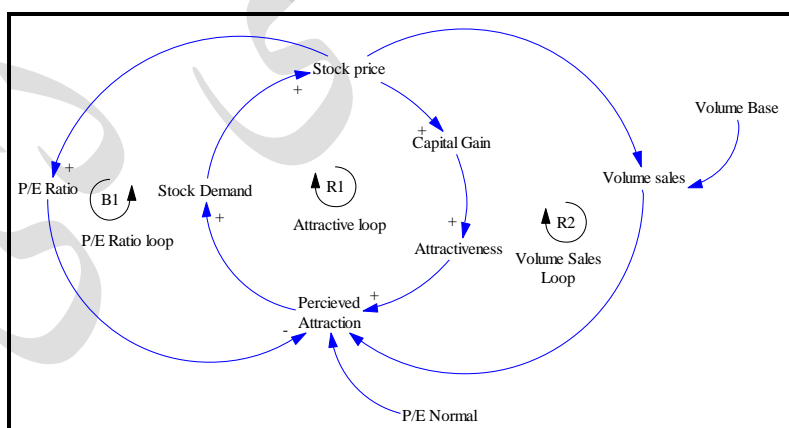 Stock price
+
+
Capital Gain
Volume Base
+
P/E Ratio
B1
Stock Demand
R1
Volume sales
+
P/E Ratio loop
Attractive loop
+
Attractiveness
R2
Volume Sales
Loop
Percieved
Attraction
+
-
P/E Normal